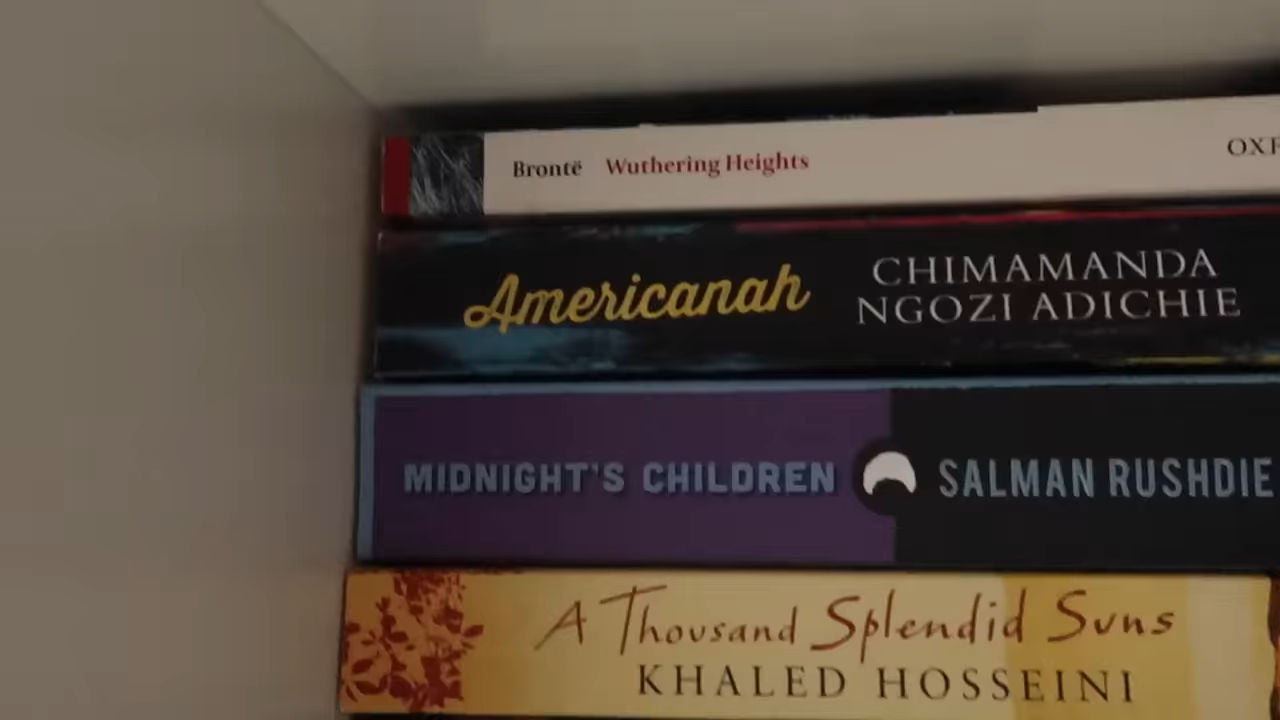 Brontë Wuthering Heights
Americanah
CHIMAMANDA
NGOZI ADICHIE
MIDNIGHT'S CHILDREN SALMAN RUSHDIE
A Thousand Splendid Suns
KHALED HOSSEINI